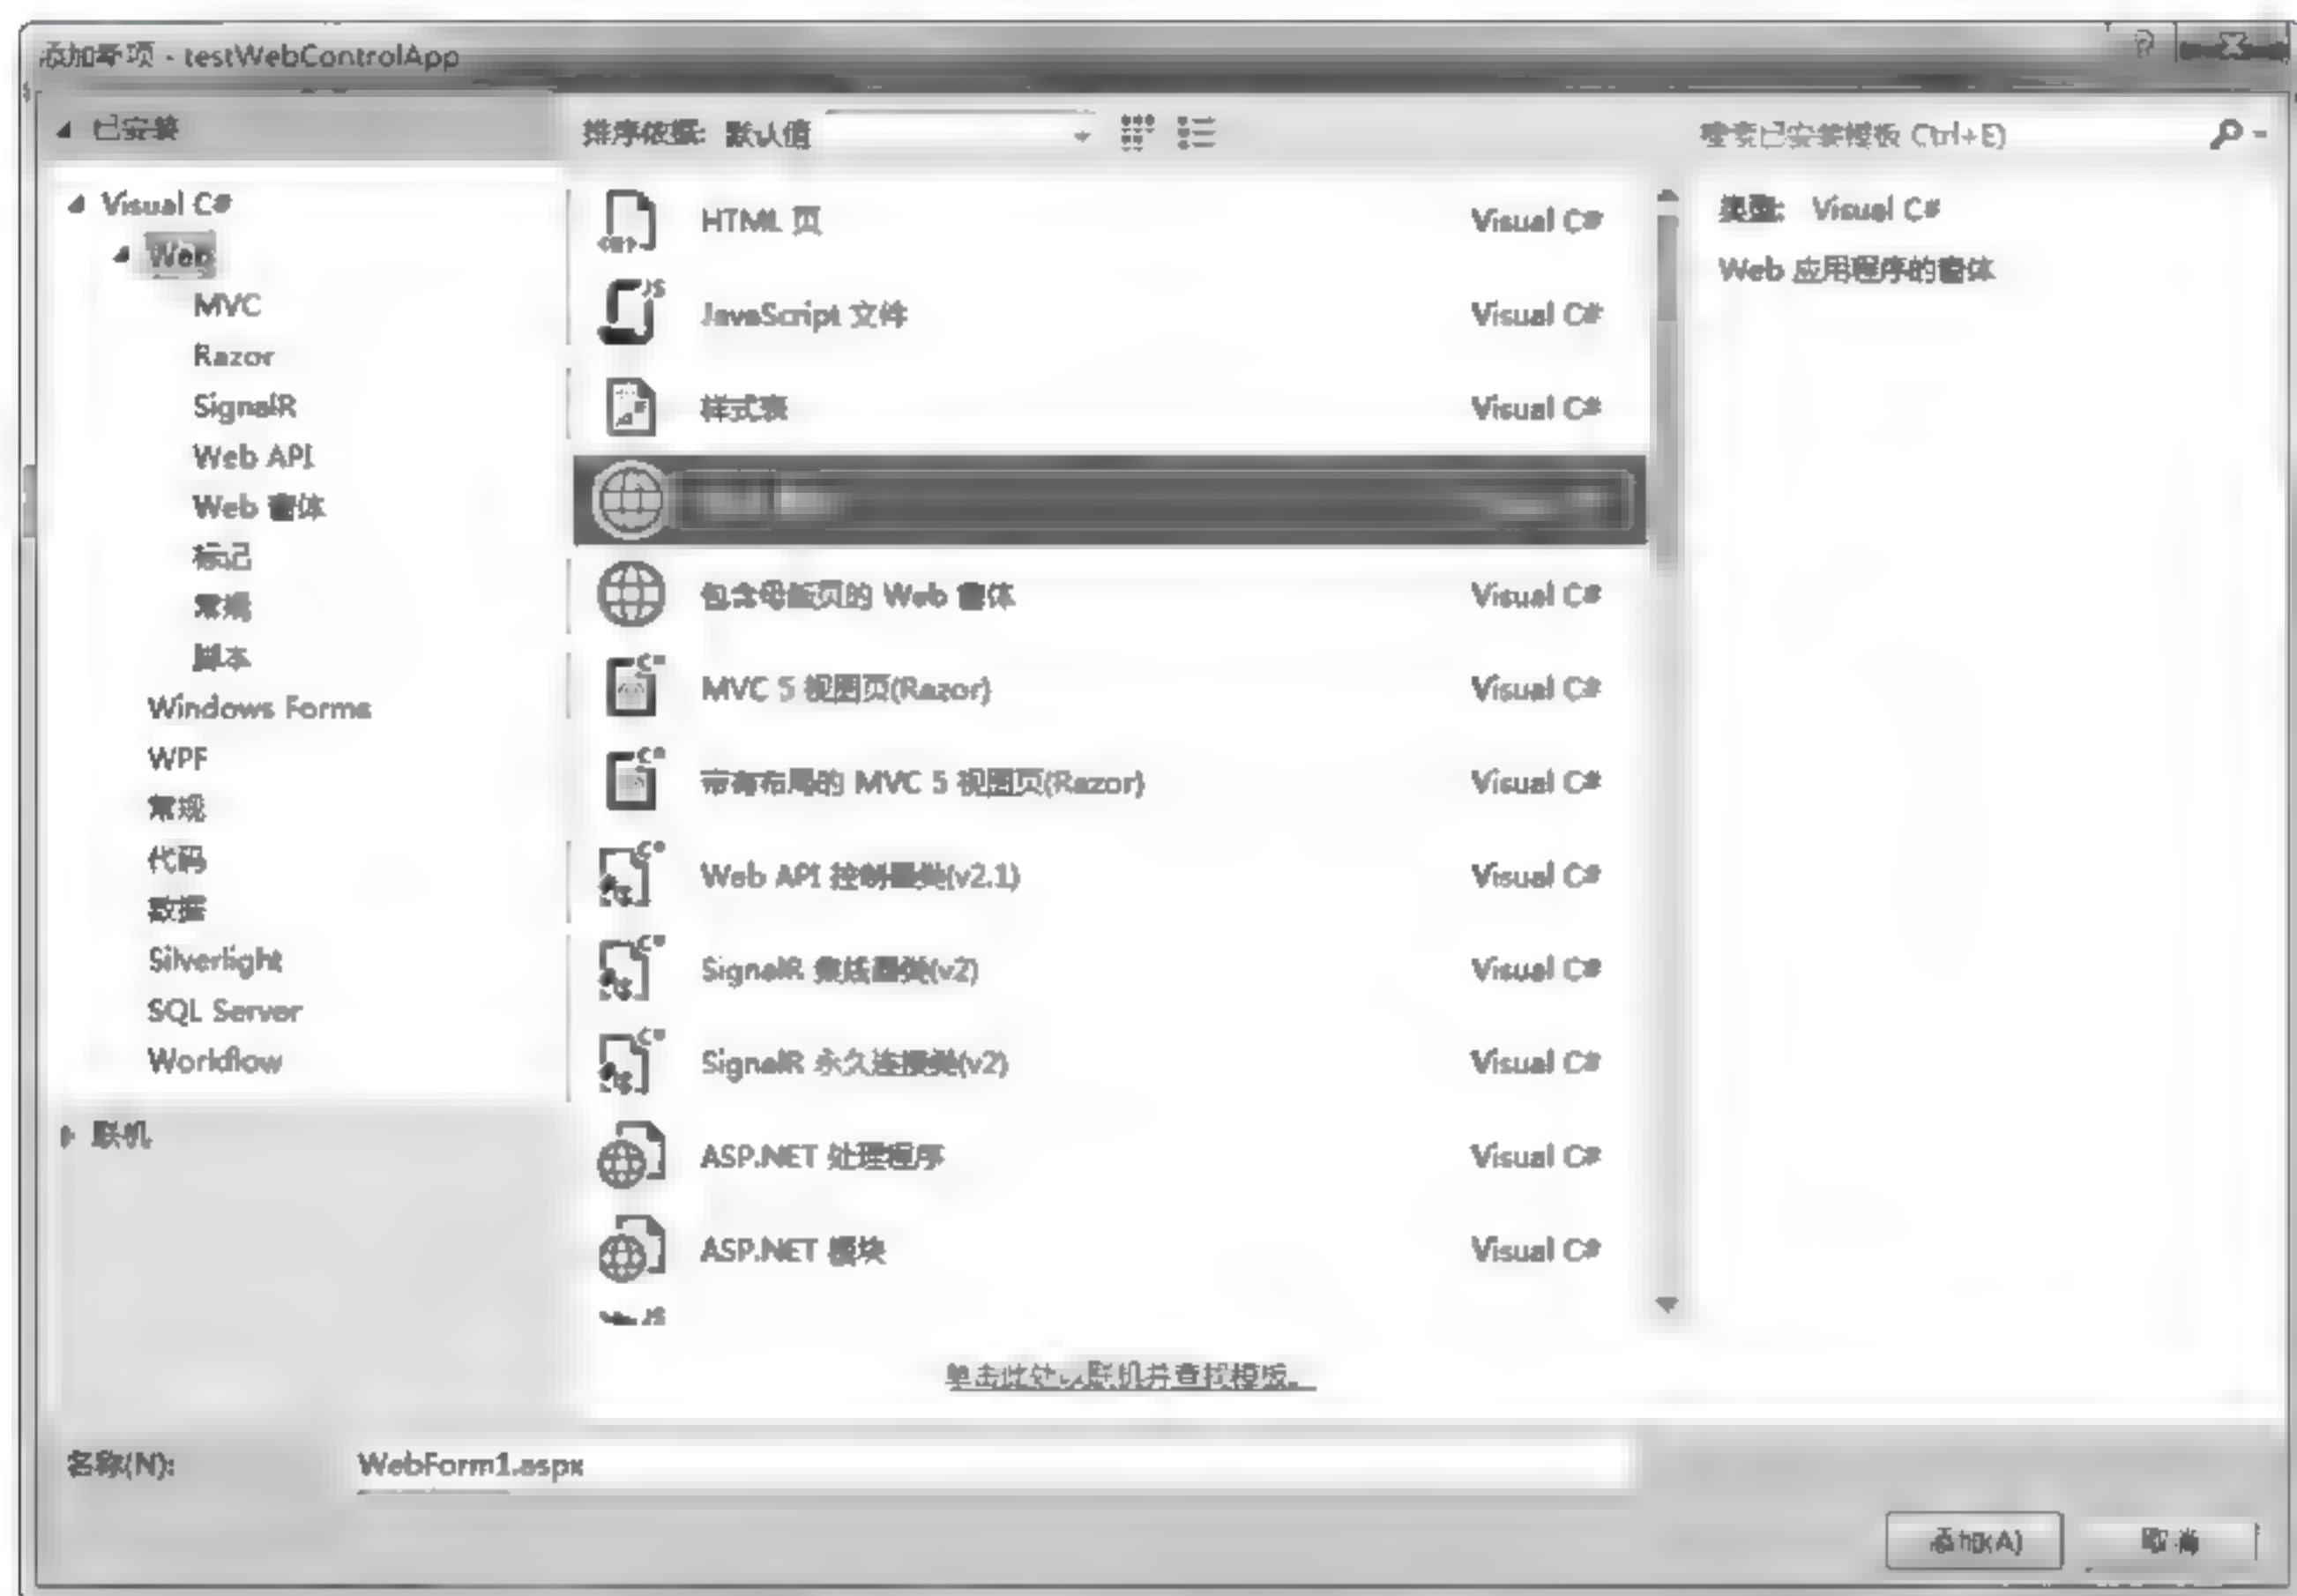 添加新项 - testWebControlApp
已安装
排序依据: 默认值
搜索已安装模板 Ctrl+E)
Visual C#
Web
MVC
Razor
SignalR
Web API
Web 窗体
标记
常规
脚本
Windows Forms
WPF
常规
代码
数据
Silverlight
SQL Server
Workflow
联机
HTML 页 Visual C#
JavaScript 文件 Visual C#
样式表 Visual C#
包含母版页的 Web 窗体 Visual C#
MVC 5 视图页(Razor) Visual C#
带有布局的 MVC 5 视图页(Razor) Visual C#
Web API 控制器类(v2.1) Visual C#
SignalR 集线器类(v2) Visual C#
SignalR 永久连接类(v2) Visual C#
ASP.NET 处理程序 Visual C#
ASP.NET 模块 Visual C#
JS
单击此处以联机并查找模板。
类型: Visual C#
Web 应用程序的窗体
名称(N): WebForm1.aspx
添加(A) 取消